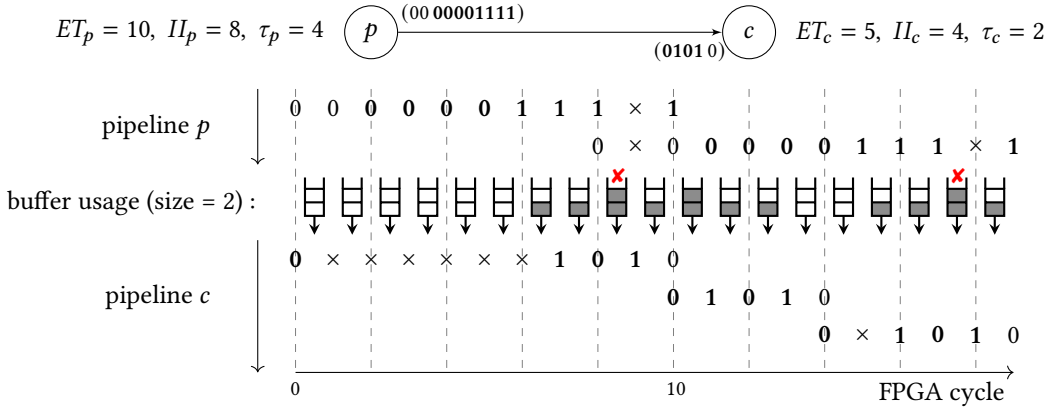 ET_p = 10, II_p = 8, τ_p = 4 p (00 00001111) c ET_c = 5, II_c = 4, τ_c = 2
(0101 0)
0 0 0 0 0 0 1 1 1 × 1
pipeline p
0 × 0 0 0 0 0 1 1 1 × 1
✘ ✘
buffer usage (size = 2) :
0 × × × × × × 1 0 1 0
pipeline c
0 1 0 1 0
0 × 1 0 1 0
0 10 FPGA cycle